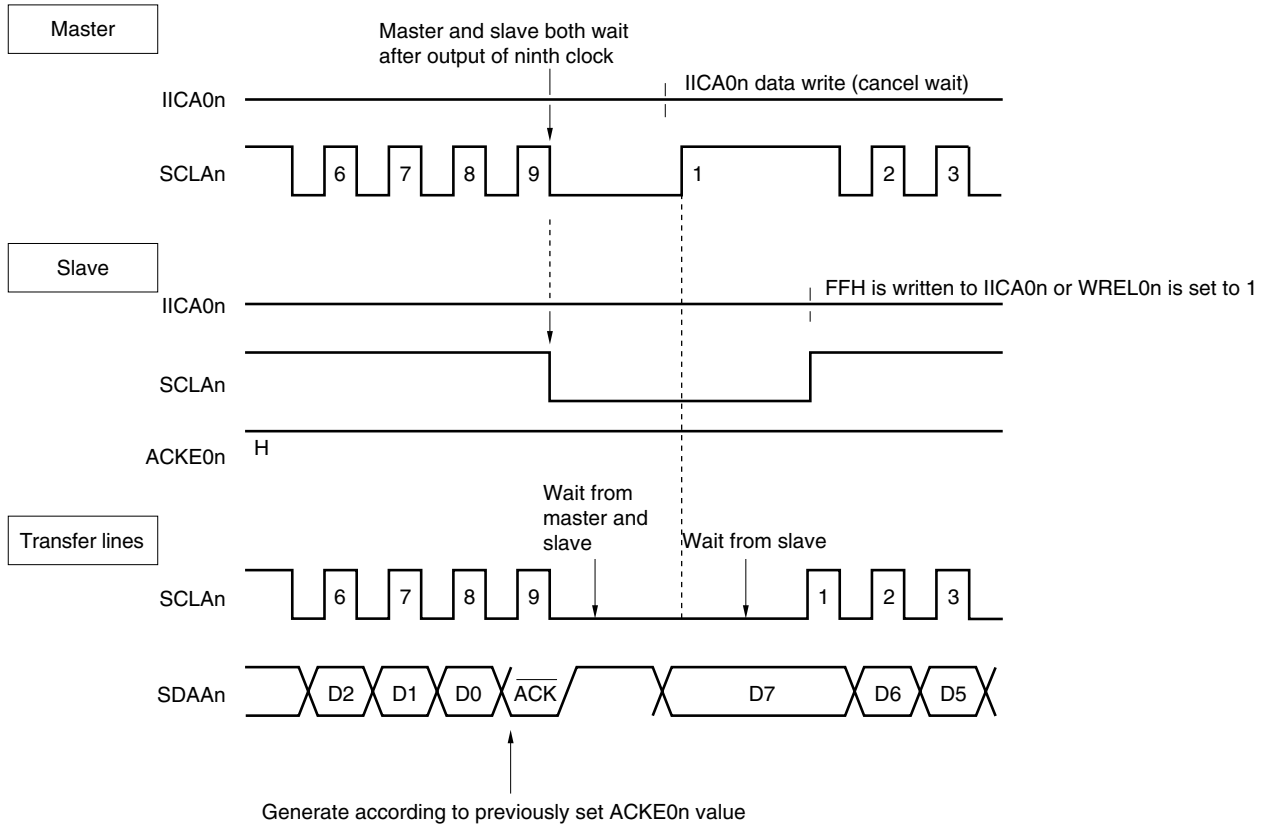 Master
Master and slave both wait
after output of ninth clock
IICA0n data write (cancel wait)
IICA0n
SCLAn
6 7 8 9 1 2 3
Slave
FFH is written to IICA0n or WREL0n is set to 1
IICA0n
SCLAn
H
ACKE0n
Wait from
master and
slave
Wait from slave
Transfer lines
SCLAn
6 7 8 9 1 2 3
SDAAn
D2 D1 D0 ACK D7 D6 D5
Generate according to previously set ACKE0n value